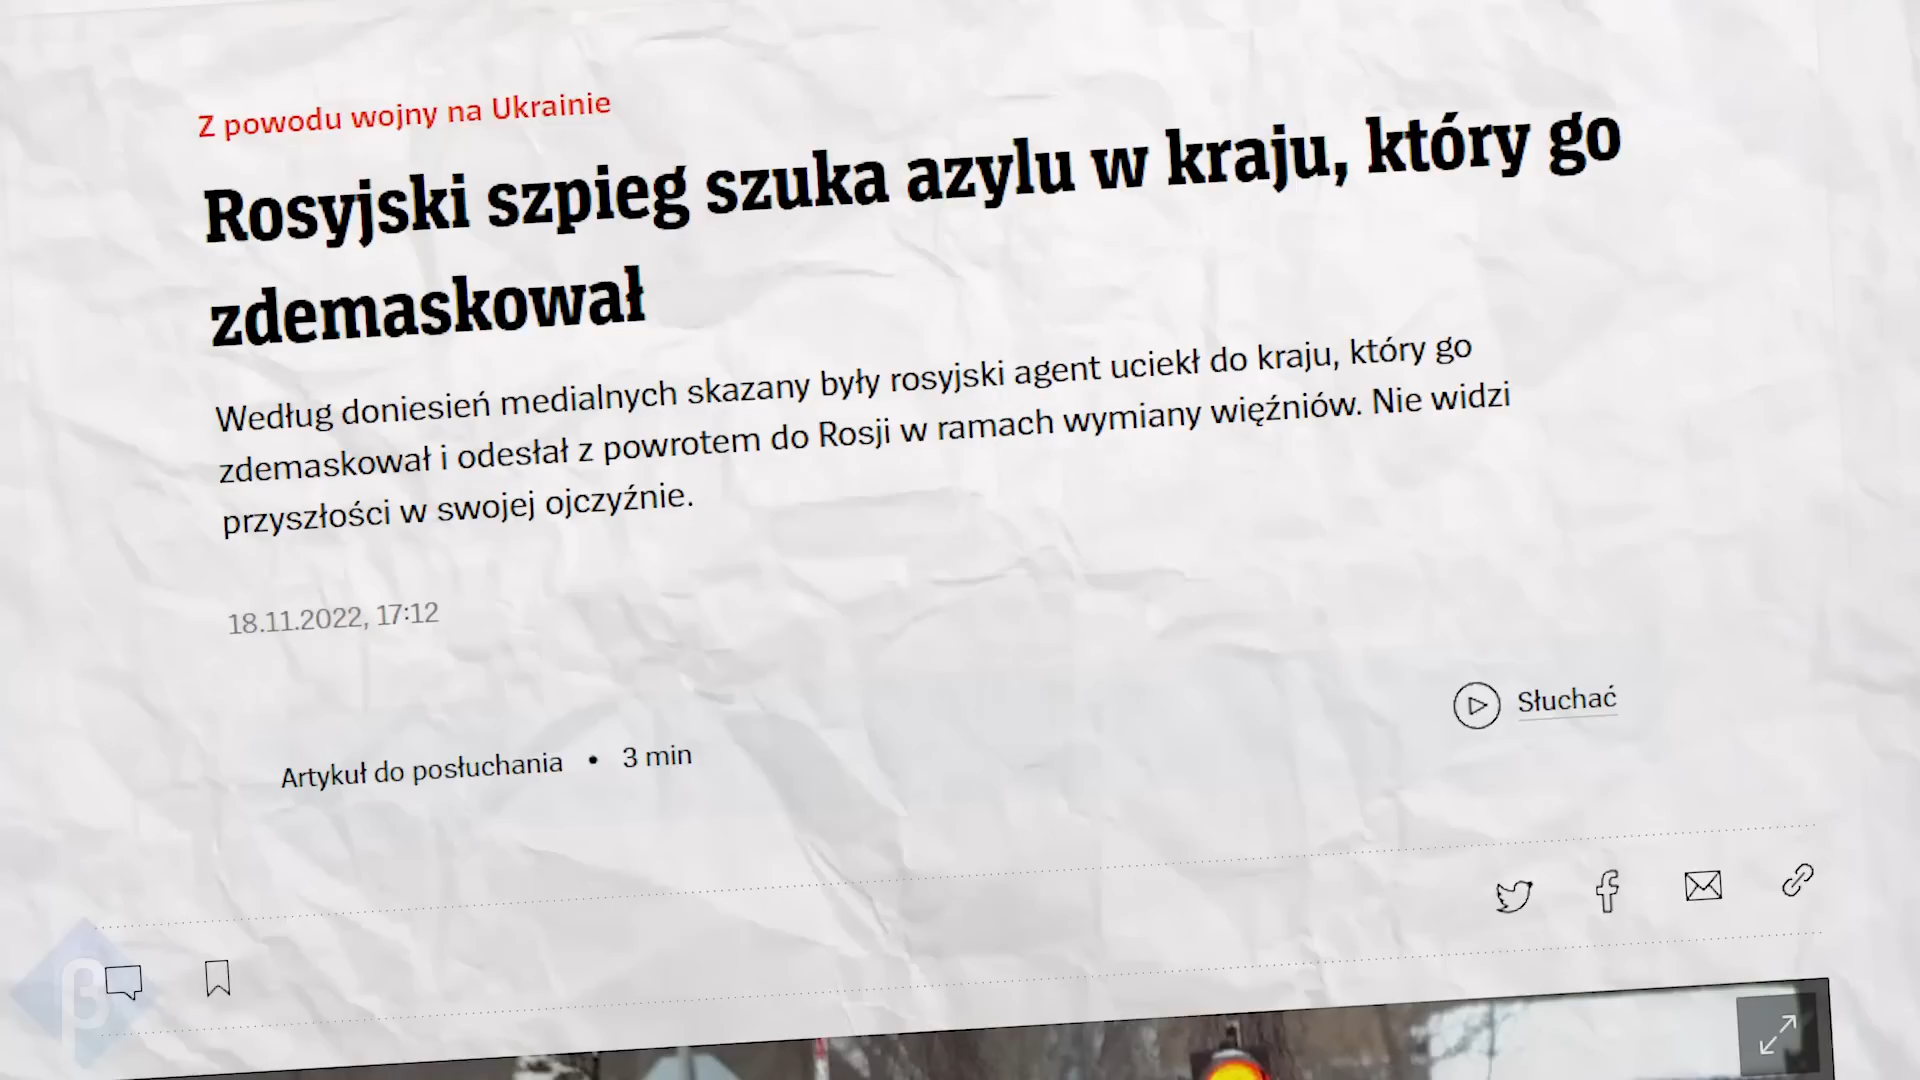 Z powodu wojny na Ukrainie
Rosyjski szpieg szuka azylu w kraju, który go
zdemaskował
Według doniesień medialnych skazany były rosyjski agent uciekł do kraju, który go
zdemaskował i odesłał z powrotem do Rosji w ramach wymiany więźniów. Nie widzi
przyszłości w swojej ojczyźnie.
18.11.2022, 17:12
Słuchać
Artykuł do posłuchania • 3 min
β